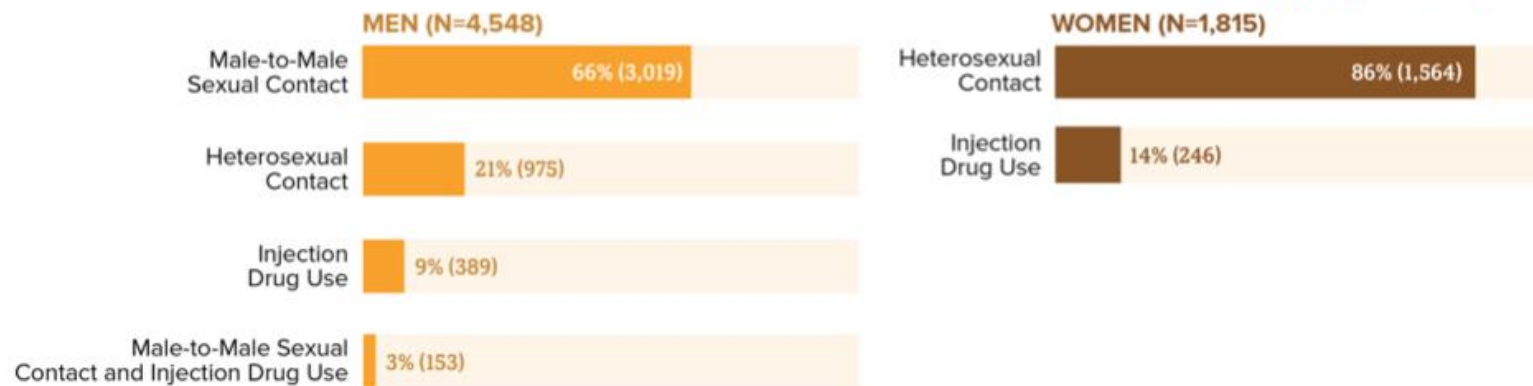 MEN (N=4,548)
Male-to-Male
Sexual Contact
66% (3,019)
Heterosexual
Contact
21% (975)
Injection
Drug Use
9% (389)
Male-to-Male Sexual
Contact and Injection Drug Use
3% (153)
WOMEN (N=1,815)
Heterosexual
Contact
86% (1,564)
Injection
Drug Use
14% (246)